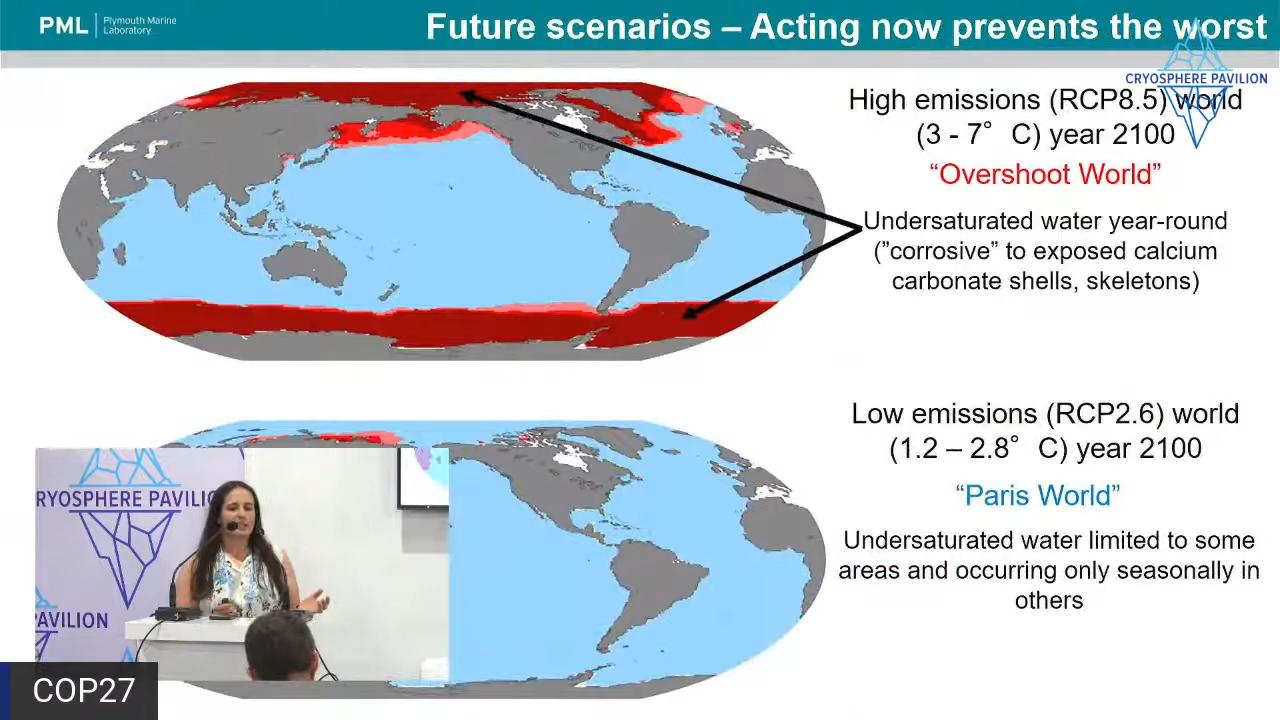 PML
Plymouth Marine
Laboratory
Future scenarios – Acting now prevents the worst
CRYOSPHERE PAVILION
High emissions (RCP8.5) world
(3 - 7° C) year 2100
“Overshoot World”
Undersaturated water year-round
(”corrosive” to exposed calcium
carbonate shells, skeletons)
Low emissions (RCP2.6) world
(1.2 – 2.8° C) year 2100
“Paris World”
Undersaturated water limited to some
areas and occurring only seasonally in
others
RYOSPHERE PAVILIO
PAVILION
COP27